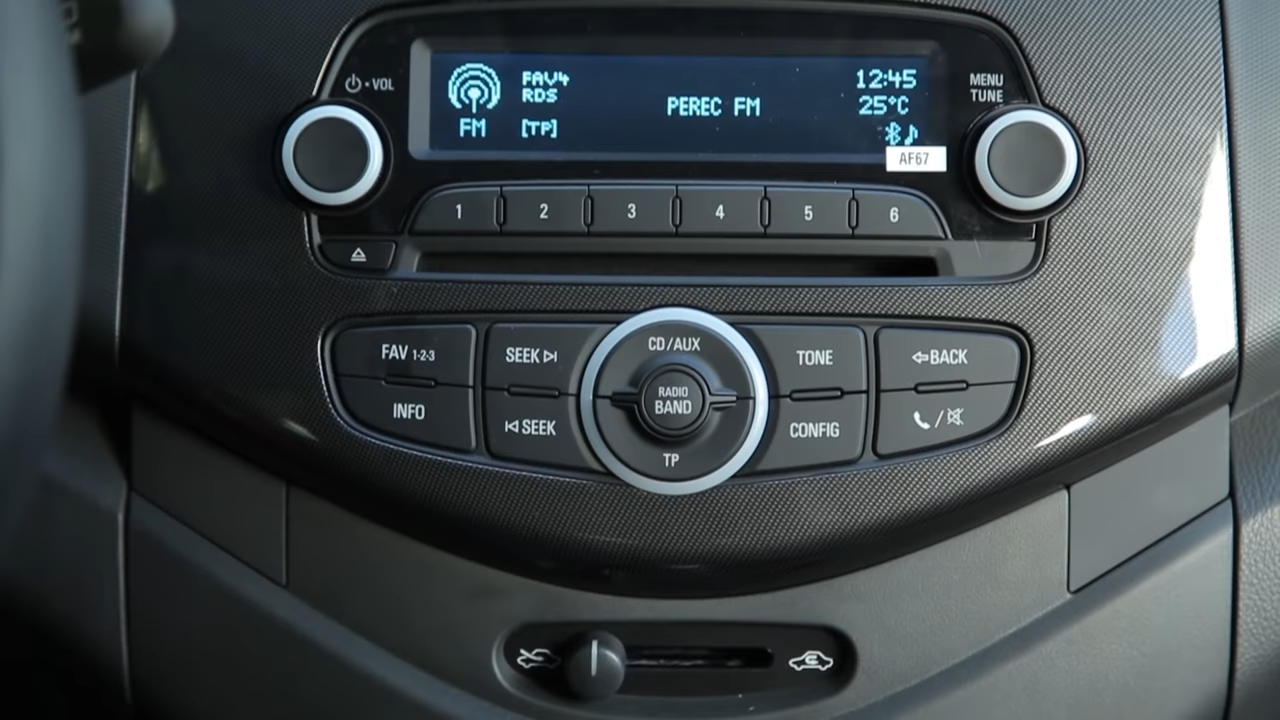 VOL
FAV4
RDS
FM
[TP]
PEREC FM
12:45
25°C
AF67
MENU
TUNE
1
2
3
4
5
6
FAV 1-2-3
INFO
SEEK
SEEK
CD/AUX
RADIO
BAND
TP
TONE
CONFIG
BACK